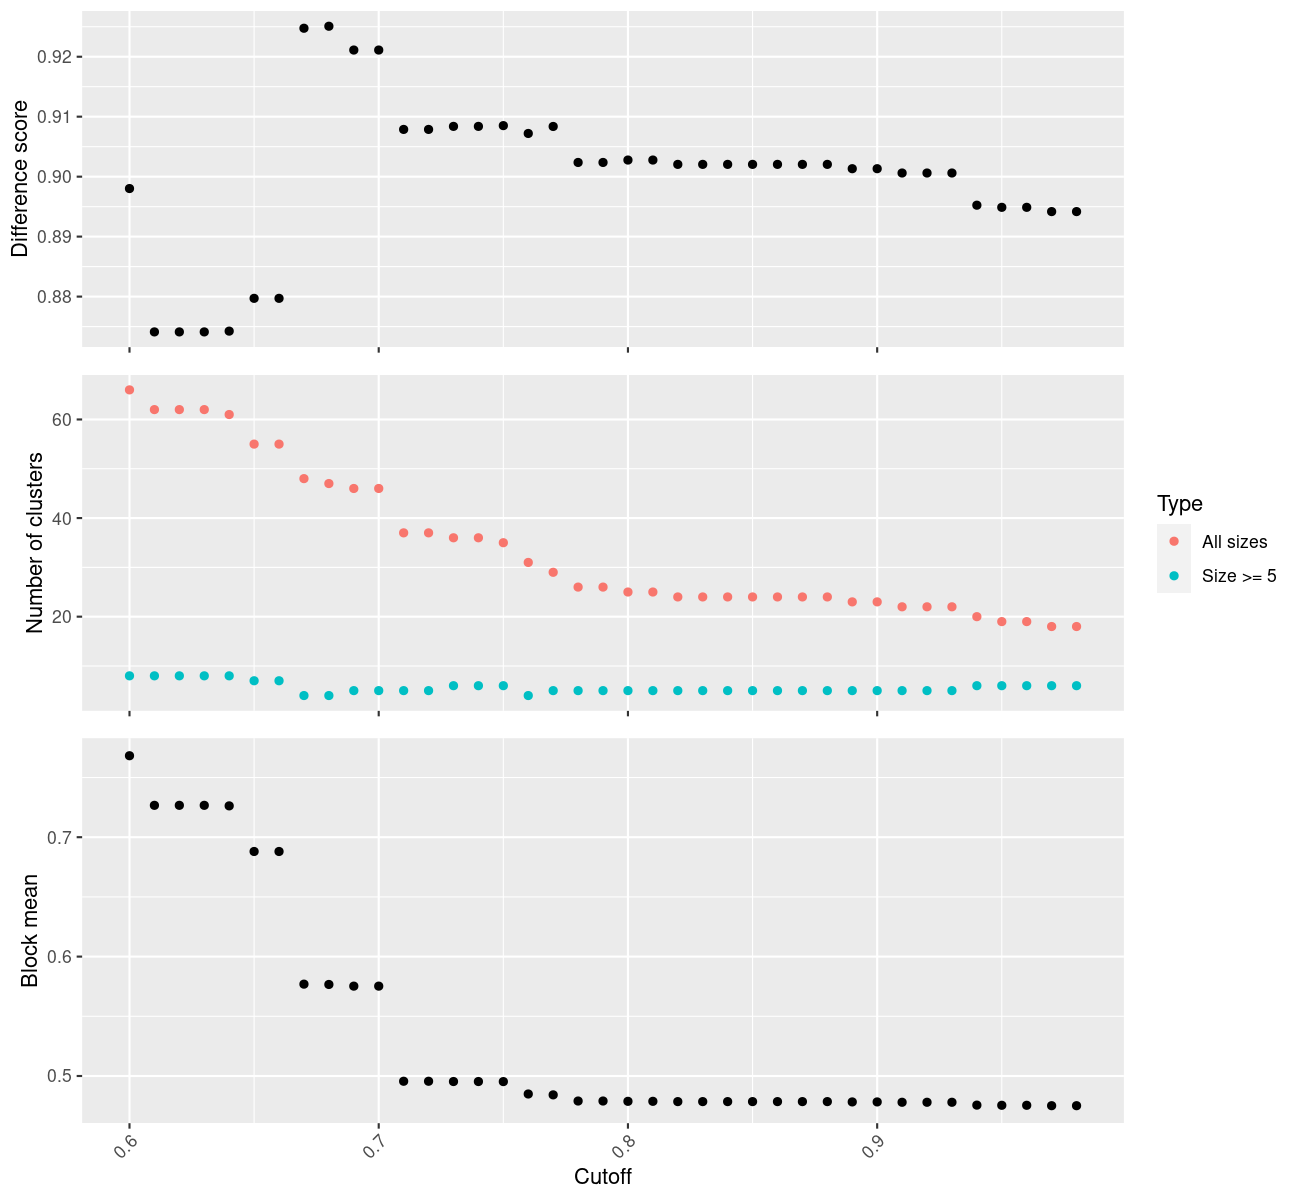 Difference score
0.92
0.91
0.90
0.89
0.88
Number of clusters
60
40
20
Type
All sizes
Size >= 5
Block mean
0.7
0.6
0.5
0.6
0.7
0.8
0.9
Cutoff